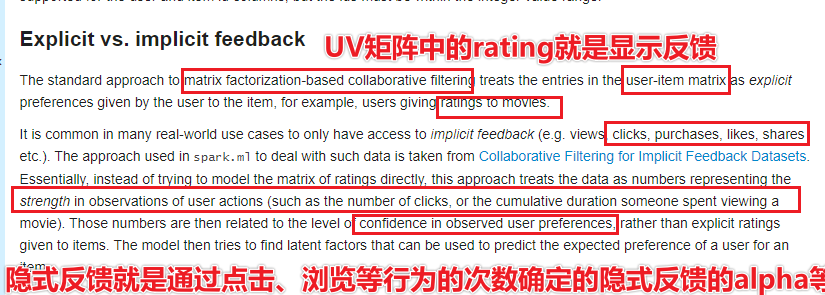 supported for the user and item id columns, but the ids must be within the integer value range.
Explicit vs. implicit feedback
UV矩阵中的rating就是显示反馈
The standard approach to matrix factorization-based collaborative filtering treats the entries in the user-item matrix as explicit
preferences given by the user to the item, for example, users giving ratings to movies.
It is common in many real-world use cases to only have access to implicit feedback (e.g. views, clicks, purchases, likes, shares
etc.). The approach used in spark.ml to deal with such data is taken from Collaborative Filtering for Implicit Feedback Datasets.
Essentially, instead of trying to model the matrix of ratings directly, this approach treats the data as numbers representing the
strength in observations of user actions (such as the number of clicks, or the cumulative duration someone spent viewing a
movie). Those numbers are then related to the level of confidence in observed user preferences, rather than explicit ratings
given to items. The model then tries to find latent factors that can be used to predict the expected preference of a user for an
item.
隐式反馈就是通过点击、浏览等行为的次数确定的隐式反馈的alpha等